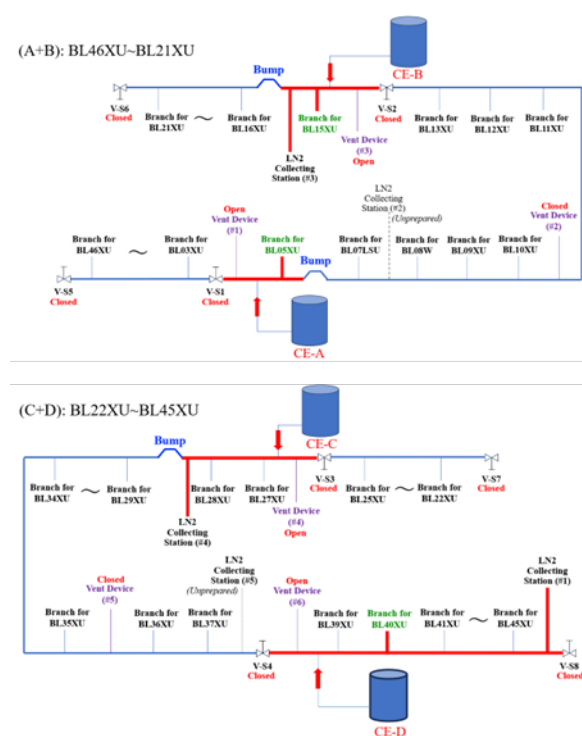 (A+B): BL46XU~BL21XU
CE-B
Bump
V-S6
Closed
Branch for
BL21XU
～
Branch for
BL16XU
Branch for
BL15XU
V-S2
Closed
Branch for
BL13XU
Branch for
BL12XU
Branch for
BL11XU
Vent Device
(#3)
Open
LN2
Collecting
Station (#3)
LN2
Collecting
Station (#2)
(Unprepared)
Open
Vent Device
(#1)
Closed
Vent Device
(#2)
Branch for
BL46XU
～
Branch for
BL03XU
Branch for
BL05XU
Branch for
BL07LSU
Branch for
BL08W
Branch for
BL09XU
Branch for
BL10XU
Bump
V-S5
Closed
V-S1
Closed
CE-A
(C+D): BL22XU~BL45XU
CE-C
Bump
Branch for
BL34XU
～
Branch for
BL29XU
Branch for
BL28XU
Branch for
BL27XU
V-S3
Closed
Branch for
BL25XU
～
Branch for
BL22XU
V-S7
Closed
Vent Device
(#4)
Open
LN2
Collecting
Station (#4)
LN2
Collecting
Station (#5)
(Unprepared)
LN2
Collecting
Station (#1)
Closed
Vent Device
(#5)
Open
Vent Device
(#6)
Branch for
BL35XU
Branch for
BL36XU
Branch for
BL37XU
Branch for
BL39XU
Branch for
BL40XU
Branch for
BL41XU
～
Branch for
BL45XU
V-S4
Closed
V-S8
Closed
CE-D